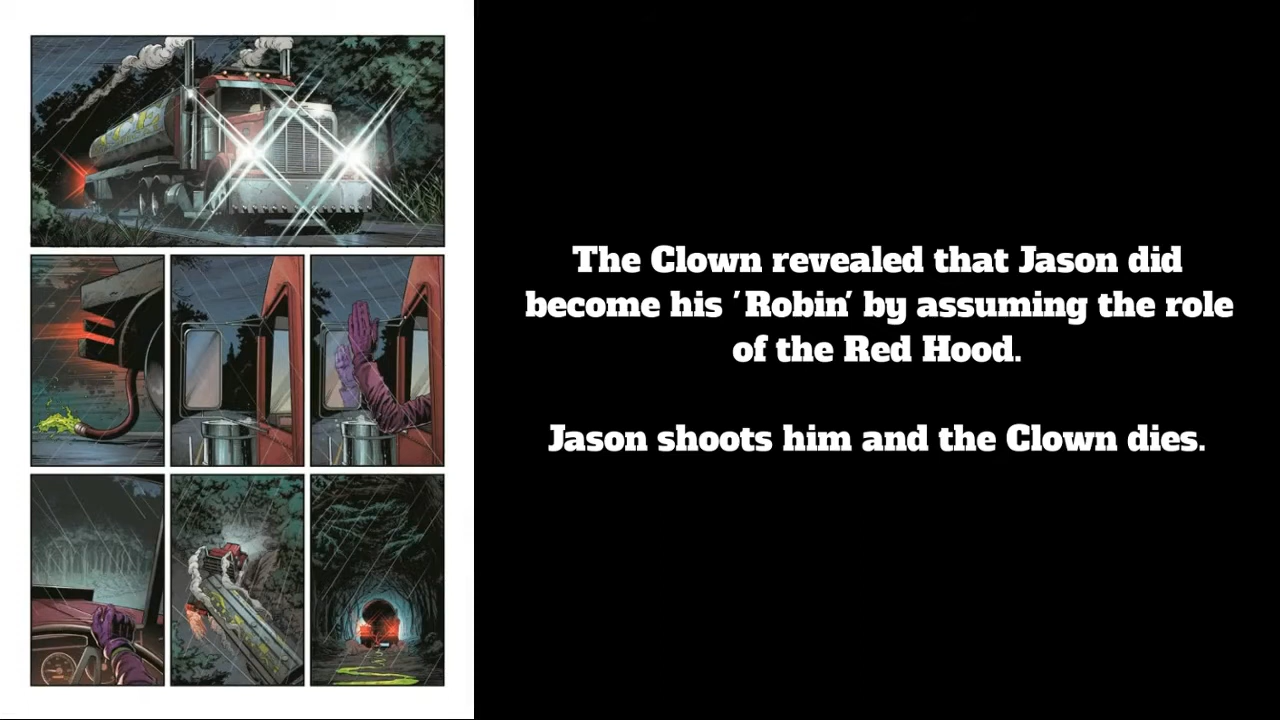 The Clown revealed that Jason did
become his 'Robin' by assuming the role
of the Red Hood.
Jason shoots him and the Clown dies.